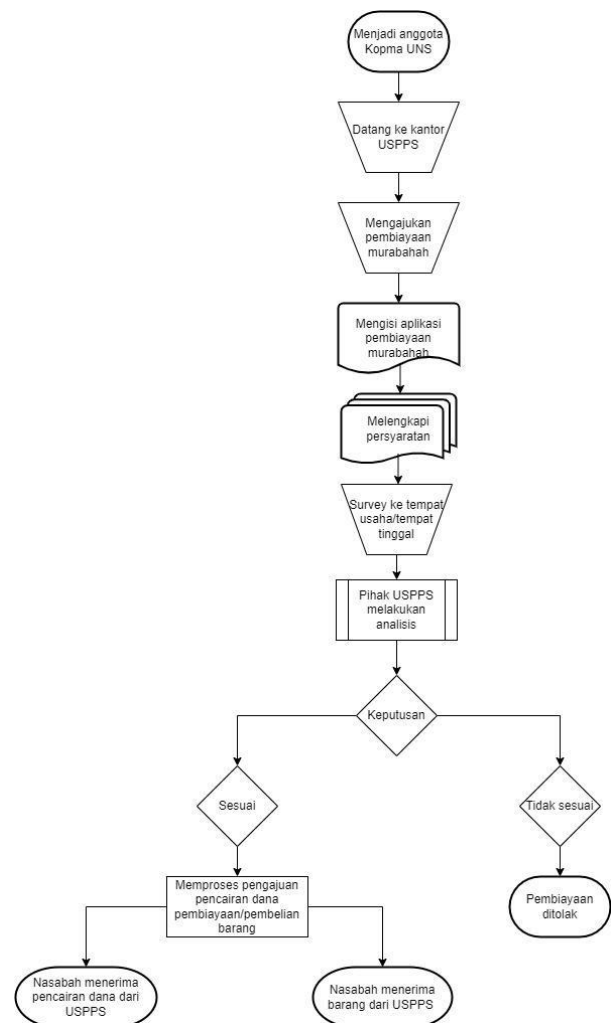 Menjadi anggota
Kopma UNS
Datang ke kantor
USPPS
Mengajukan
pembiayaan
murabahah
Mengisi aplikasi
pembiayaan
murabahah
Melengkapi
persyaratan
Survey ke tempat
usaha/tempat
tinggal
Pihak USPPS
melakukan
analisis
Keputusan
Sesuai
Tidak sesuai
Memproses pengajuan
pencairan dana
pembiayaan/pembelian
barang
Pembiayaan
ditolak
Nasabah menerima
pencairan dana dari
USPPS
Nasabah menerima
barang dari USPPS